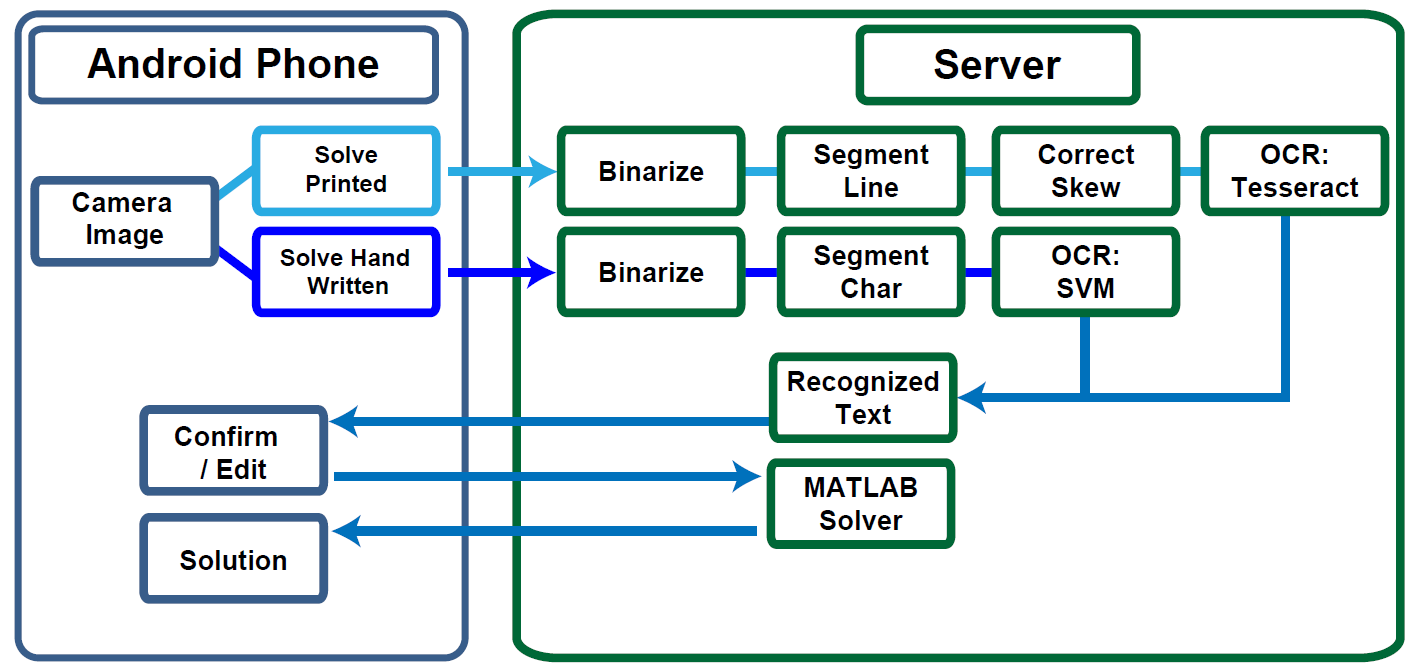 Android Phone
Server
Camera
Image
Solve
Printed
Solve Hand
Written
Binarize
Segment
Line
Correct
Skew
OCR:
Tesseract
Binarize
Segment
Char
OCR:
SVM
Recognized
Text
Confirm
/ Edit
MATLAB
Solver
Solution